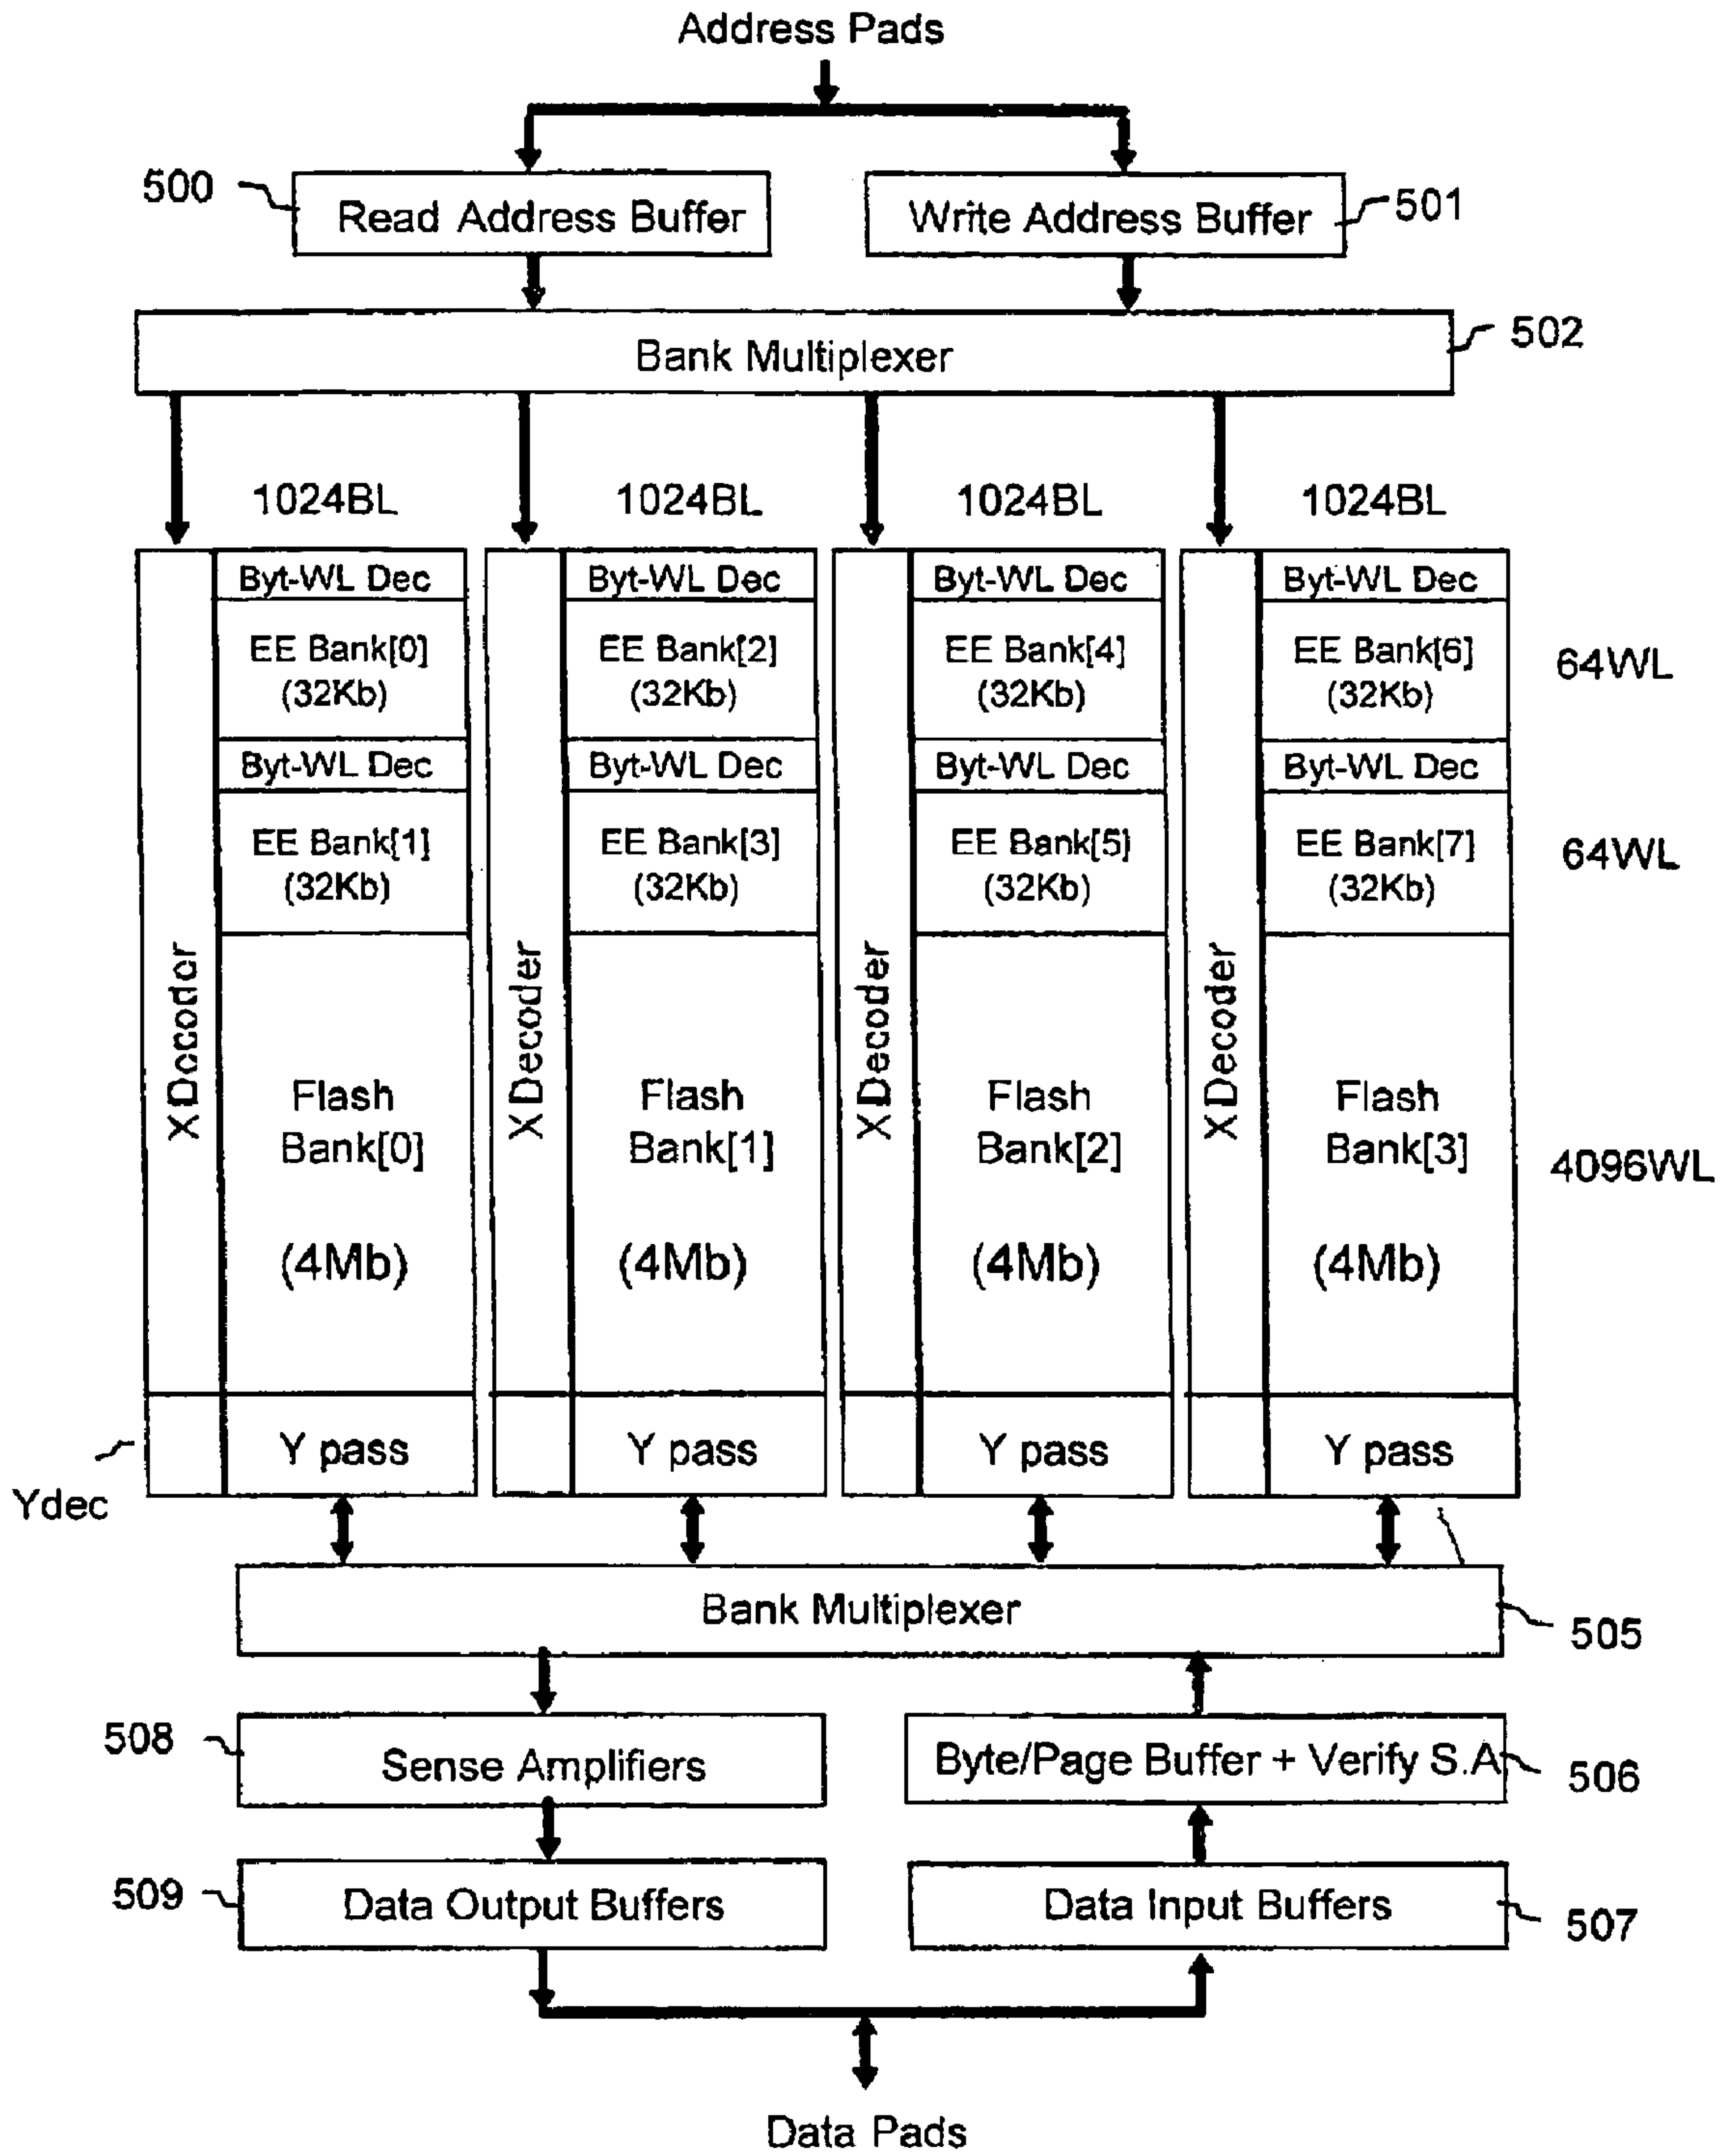 Address Pads
500
Read Address Buffer
Write Address Buffer
501
Bank Multiplexer
502
1024BL 1024BL 1024BL 1024BL
Byt-WL Dec Byt-WL Dec Byt-WL Dec Byt-WL Dec
EE Bank[0] EE Bank[2] EE Bank[4] EE Bank[6]
(32Kb) (32Kb) (32Kb) (32Kb)
64WL
Byt-WL Dec Byt-WL Dec Byt-WL Dec Byt-WL Dec
EE Bank[1] EE Bank[3] EE Bank[5] EE Bank[7]
(32Kb) (32Kb) (32Kb) (32Kb)
64WL
X Decoder X Decoder X Decoder X Decoder
Flash Flash Flash Flash
Bank[0] Bank[1] Bank[2] Bank[3]
4096WL
(4Mb) (4Mb) (4Mb) (4Mb)
Y pass Y pass Y pass Y pass
Ydec
Bank Multiplexer
505
508
Sense Amplifiers
Byte/Page Buffer + Verify S.A
506
509
Data Output Buffers
Data Input Buffers
507
Data Pads